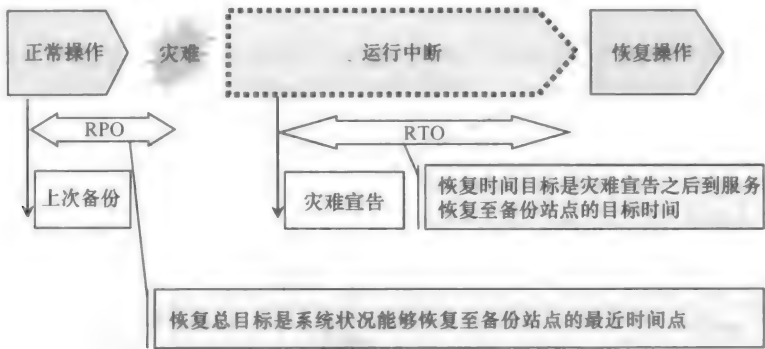 正常操作
灾难
运行中断
恢复操作
RPO
RTO
上次备份
灾难宣告
恢复时间目标是灾难宣告之后到服务
恢复至备份站点的目标时间
恢复总目标是系统状况能够恢复至备份站点的最近时间点